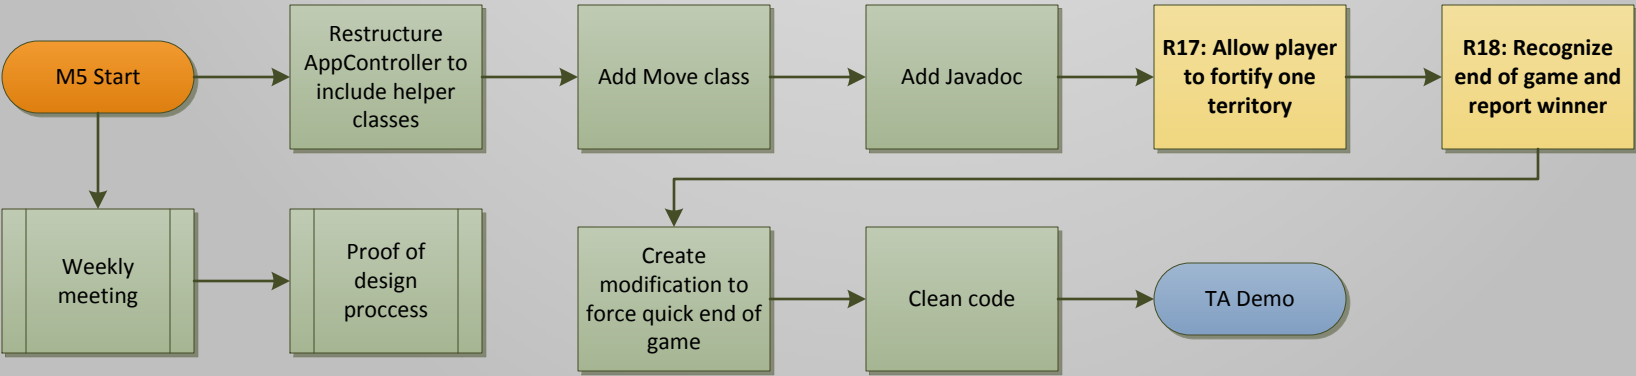 M5 Start
Restructure
AppController to
include helper
classes
Add Move class
Add Javadoc
R17: Allow player
to fortify one
territory
R18: Recognize
end of game and
report winner
Weekly
meeting
Proof of
design
proccess
Create
modification to
force quick end of
game
Clean code
TA Demo